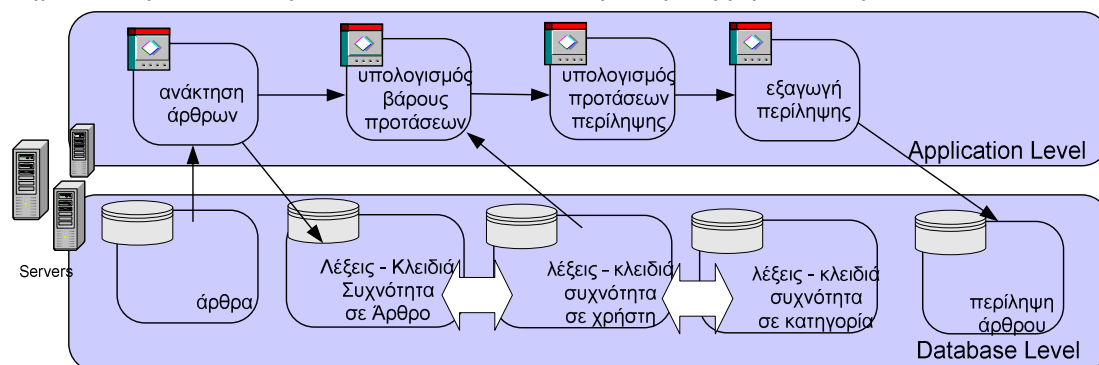 ανάκτηση
άρθρων
υπολογισμός
βάρους
προτάσεων
υπολογισμός
προτάσεων
περίληψης
εξαγωγή
περίληψης
Application Level
Servers
άρθρα
Λέξεις - Κλειδιά
Συχνότητα
σε Άρθρο
λέξεις - κλειδιά
συχνότητα
σε χρήστη
λέξεις - κλειδιά
συχνότητα
σε κατηγορία
περίληψη
άρθρου
Database Level